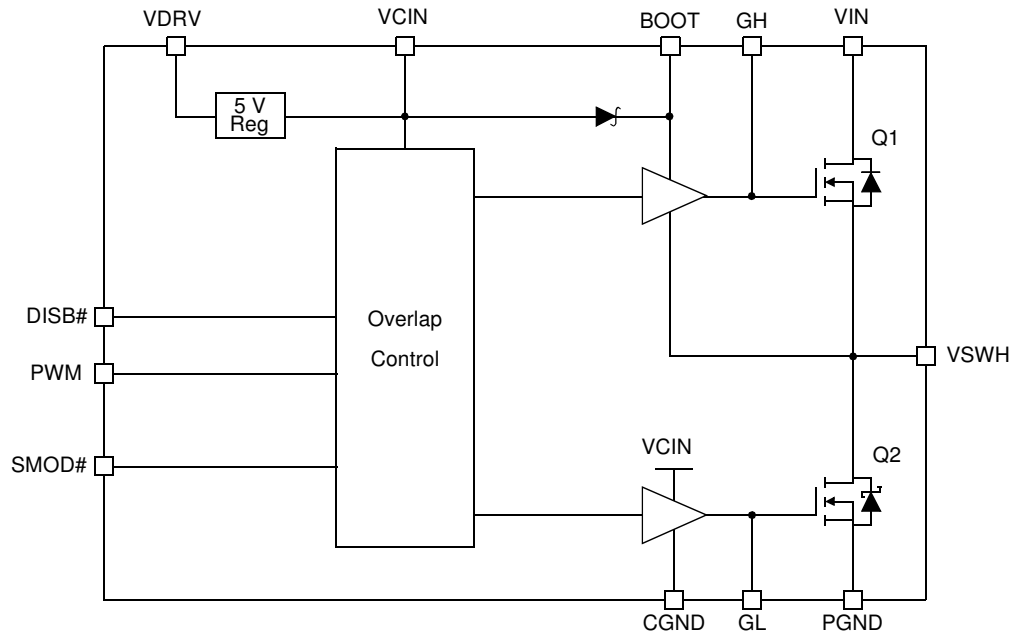 VDRV
VCIN
BOOT
GH
VIN
5 V
Reg
Q1
DISB#
Overlap
Control
PWM
VSWH
SMOD#
VCIN
Q2
CGND
GL
PGND